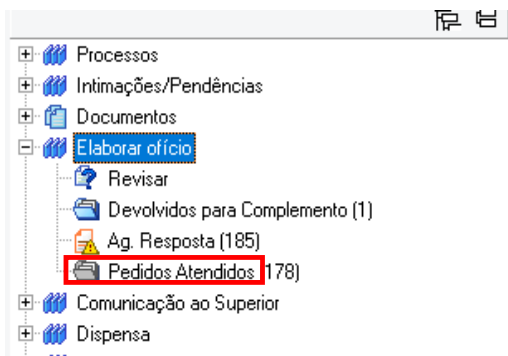 Processos
Intimações/Pendências
Documentos
Elaborar ofício
Revisar
Devolvidos para Complemento (1)
Ag. Resposta (185)
Pedidos Atendidos 178)
Comunicação ao Superior
Dispensa